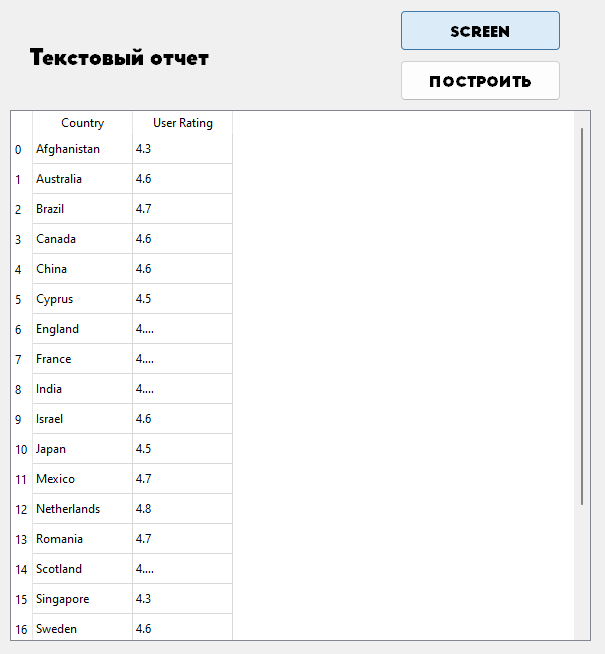 Текстовый отчет
SCREEN
ПОСТРОИТЬ
Country User Rating
0 Afghanistan 4.3
1 Australia 4.6
2 Brazil 4.7
3 Canada 4.6
4 China 4.6
5 Cyprus 4.5
6 England 4....
7 France 4....
8 India 4....
9 Israel 4.6
10 Japan 4.5
11 Mexico 4.7
12 Netherlands 4.8
13 Romania 4.7
14 Scotland 4....
15 Singapore 4.3
16 Sweden 4.6